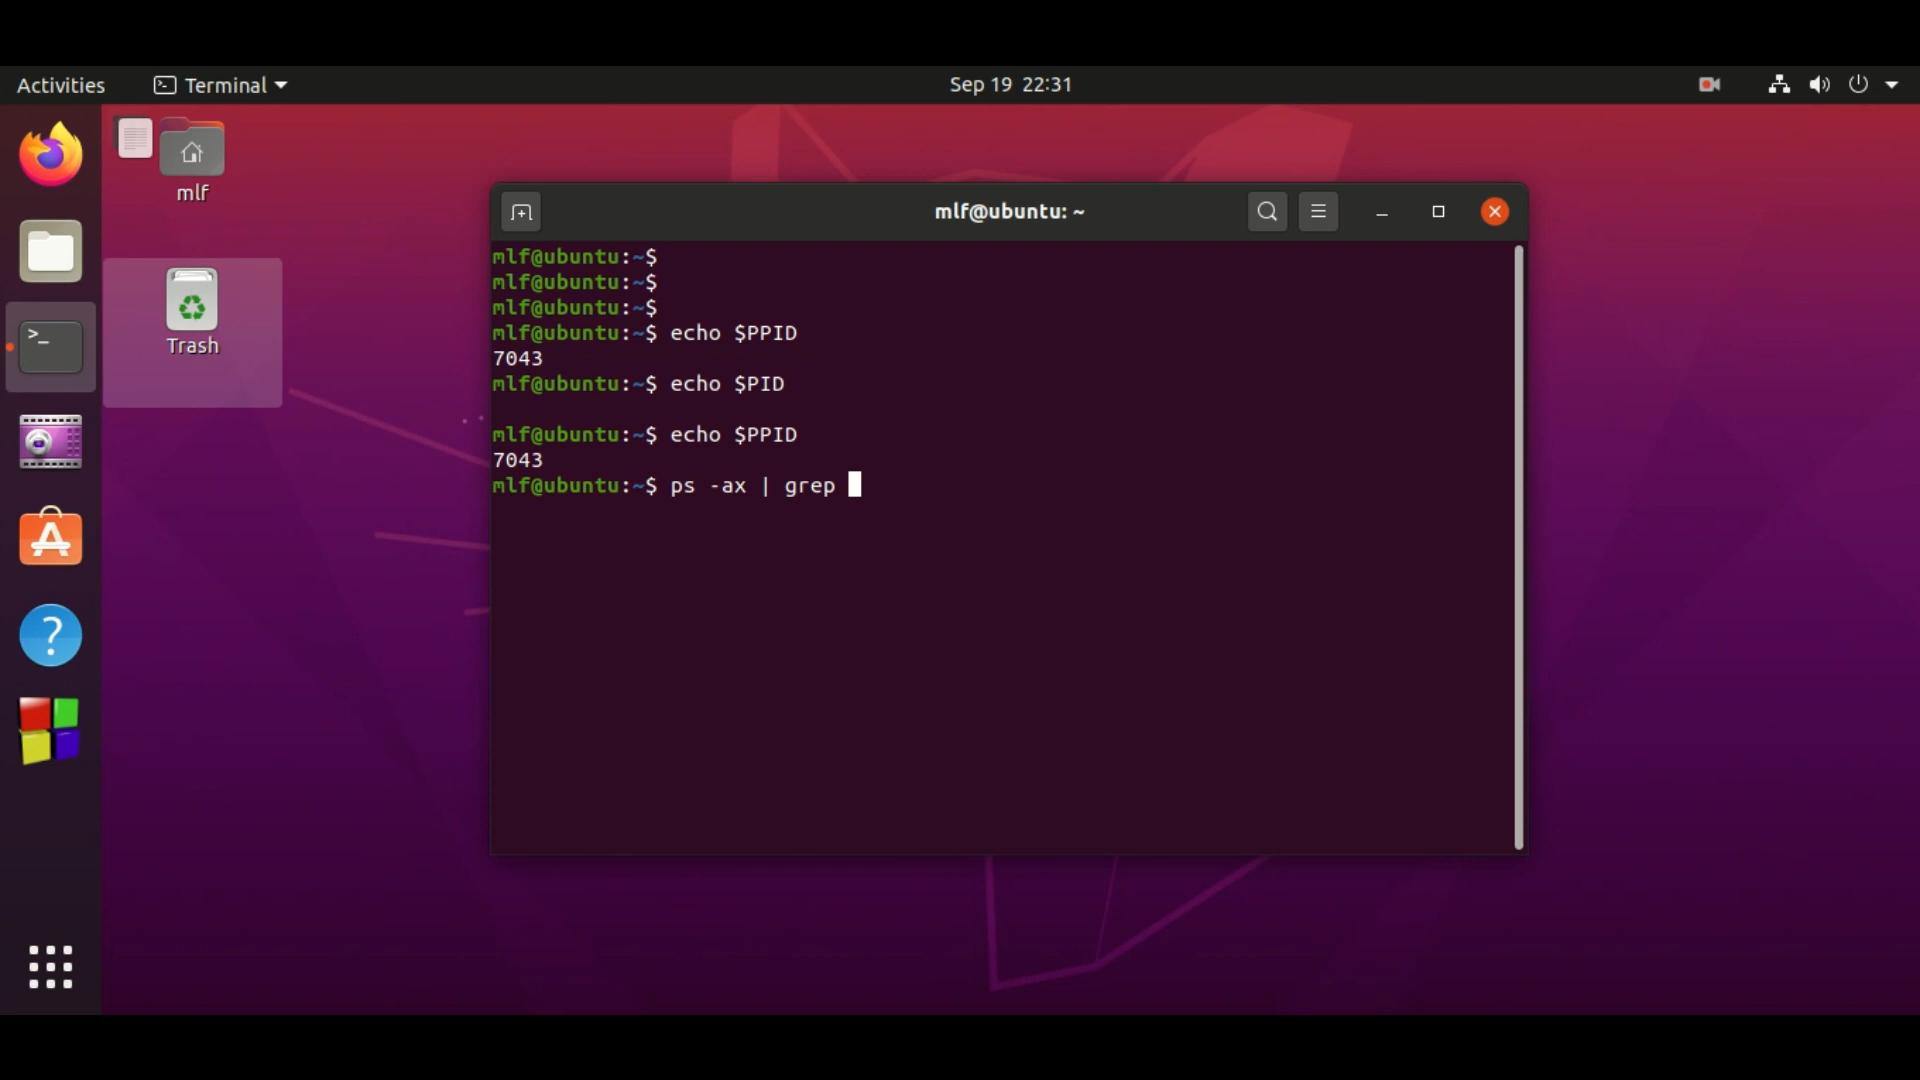 Activities
Terminal
Sep 19 22:31
mlf
Trash
mlf@ubuntu: ~
mlf@ubuntu:~$
mlf@ubuntu:~$
mlf@ubuntu:~$
mlf@ubuntu:~$ echo $PPID
7043
mlf@ubuntu:~$ echo $PID
mlf@ubuntu:~$ echo $PPID
7043
mlf@ubuntu:~$ ps -ax | grep